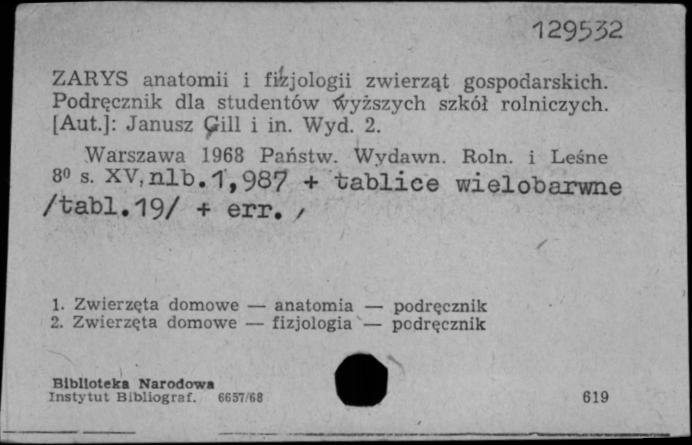 129532
ZARYS anatomii i fizjologii zwierząt gospodarskich.
Podręcznik dla studentów wyższych szkół rolniczych.
[Aut.]: Janusz Gill i in. Wyd. 2.
Warszawa 1968 Państw. Wydawn. Roln. i Leśne
8⁰ s. XV, nlb.1, 987 + tablice wielobarwne
/tabl.19/ + err.
1. Zwierzęta domowe — anatomia — podręcznik
2. Zwierzęta domowe — fizjologia — podręcznik
Biblioteka Narodowa
Instytut Bibliograf. 6657/68
619